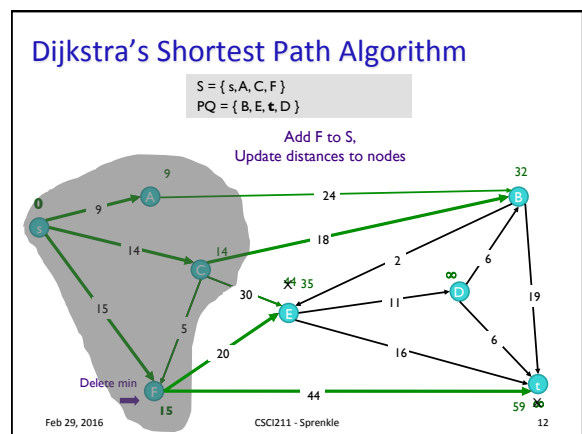 Dijkstra's Shortest Path Algorithm
S = { s, A, C, F }
PQ = { B, E, t, D }
Add F to S,
Update distances to nodes
9
32
0
A
24
B
9
s
14
C
14
18
2
∞
6
44 35
X
30
D
19
15
5
E
11
6
20
16
Delete min
F
44
t
15
59 ∞
X
Feb 29, 2016
CSCI211 - Sprenkle
12